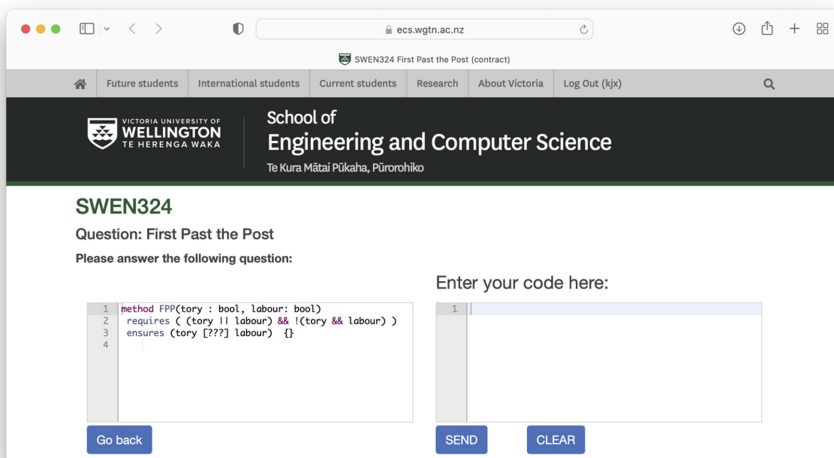 ecs.wgtn.ac.nz
SWEN324 First Past the Post (contract)
Future students International students Current students Research About Victoria Log Out (kjx)
VICTORIA UNIVERSITY OF
WELLINGTON
TE HERENGA WAKA
School of
Engineering and Computer Science
Te Kura Mātai Pūkaha, Pūrorohiko
SWEN324
Question: First Past the Post
Please answer the following question:
Enter your code here:
1 method FPP(tory : bool, labour: bool)
2 requires ( (tory || labour) && !(tory && labour) )
3 ensures (tory [???] labour) {}
4
1
Go back
SEND
CLEAR